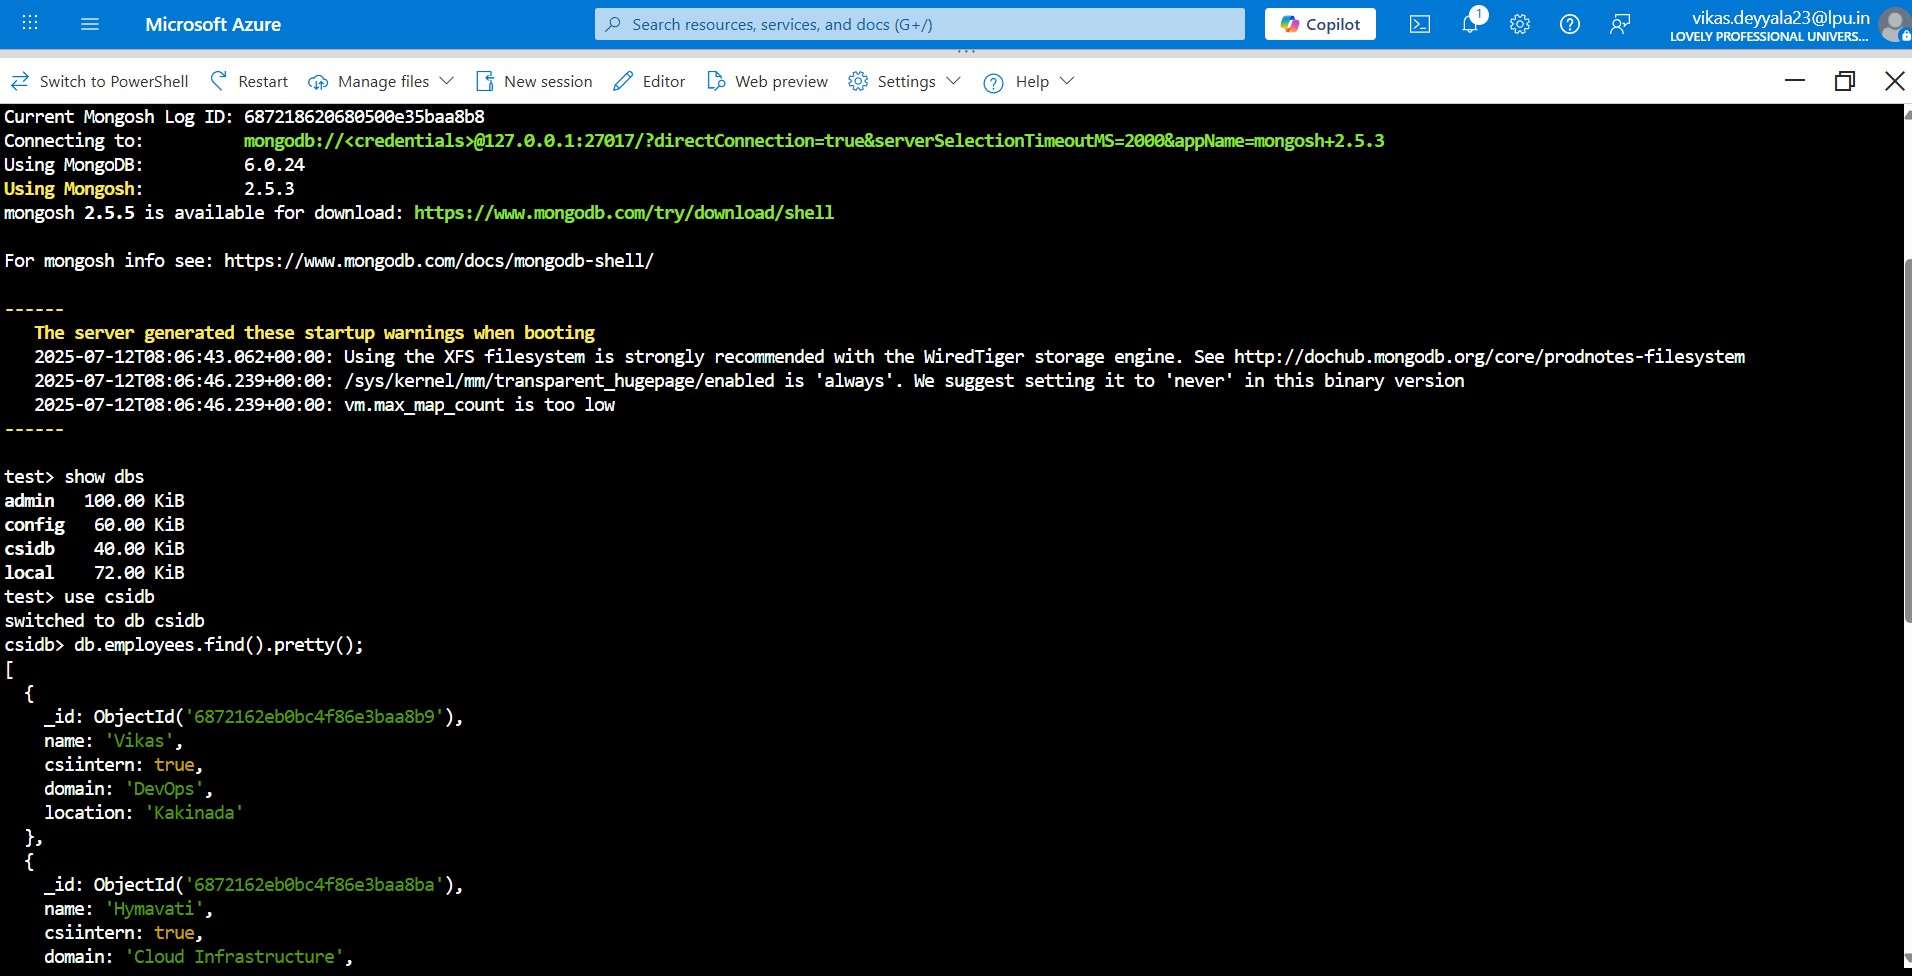 Microsoft Azure
Search resources, services, and docs (G+/)
Copilot
1
vikas.deyyala23@lpu.in
LOVELY PROFESSIONAL UNIVERS...
Switch to PowerShell Restart Manage files New session Editor Web preview Settings Help
Current Mongosh Log ID: 687218620680500e35baa8b8
Connecting to: mongodb://<credentials>@127.0.0.1:27017/?directConnection=true&serverSelectionTimeoutMS=2000&appName=mongosh+2.5.3
Using MongoDB: 6.0.24
Using Mongosh: 2.5.3
mongosh 2.5.5 is available for download: https://www.mongodb.com/try/download/shell
For mongosh info see: https://www.mongodb.com/docs/mongodb-shell/
------
The server generated these startup warnings when booting
2025-07-12T08:06:43.062+00:00: Using the XFS filesystem is strongly recommended with the WiredTiger storage engine. See http://dochub.mongodb.org/core/prodnotes-filesystem
2025-07-12T08:06:46.239+00:00: /sys/kernel/mm/transparent_hugepage/enabled is 'always'. We suggest setting it to 'never' in this binary version
2025-07-12T08:06:46.239+00:00: vm.max_map_count is too low
------
test> show dbs
admin 100.00 KiB
config 60.00 KiB
csidb 40.00 KiB
local 72.00 KiB
test> use csidb
switched to db csidb
csidb> db.employees.find().pretty();
[
{
_id: ObjectId('6872162eb0bc4f86e3baa8b9'),
name: 'Vikas',
csiintern: true,
domain: 'DevOps',
location: 'Kakinada'
},
{
_id: ObjectId('6872162eb0bc4f86e3baa8ba'),
name: 'Hymavati',
csiintern: true,
domain: 'Cloud Infrastructure',